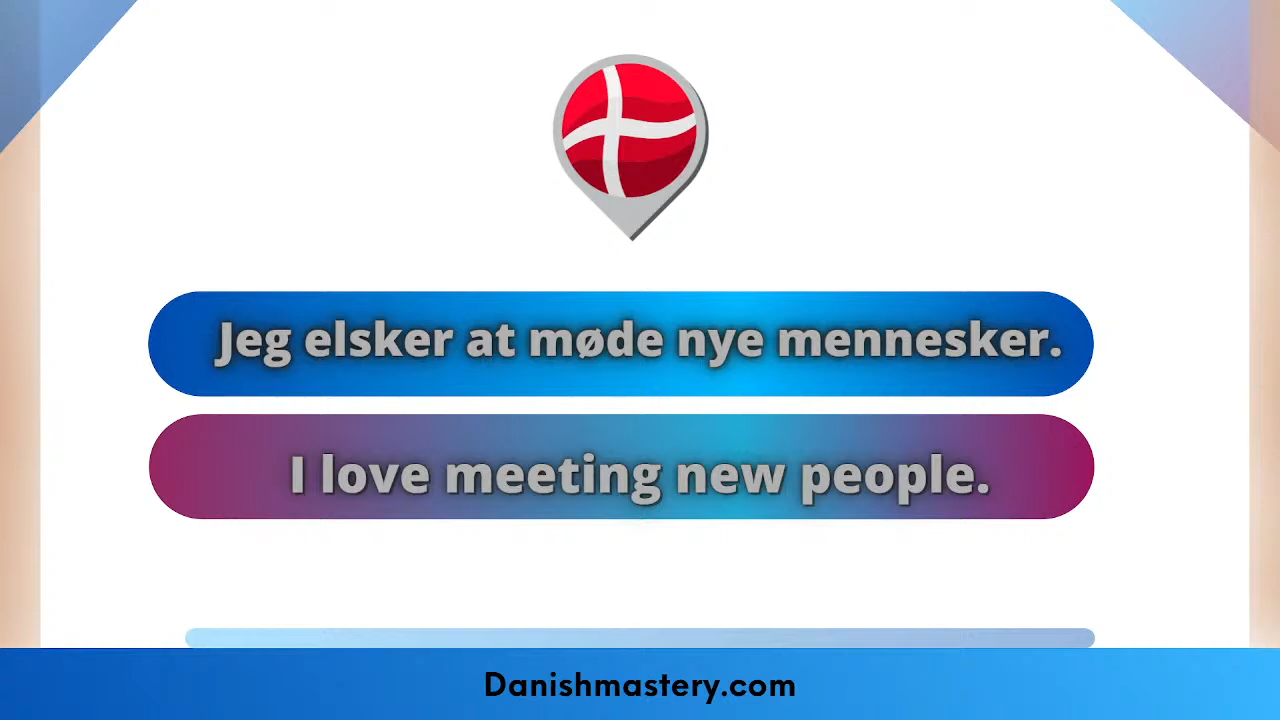 Jeg elsker at møde nye mennesker.
I love meeting new people.
Danishmastery.com